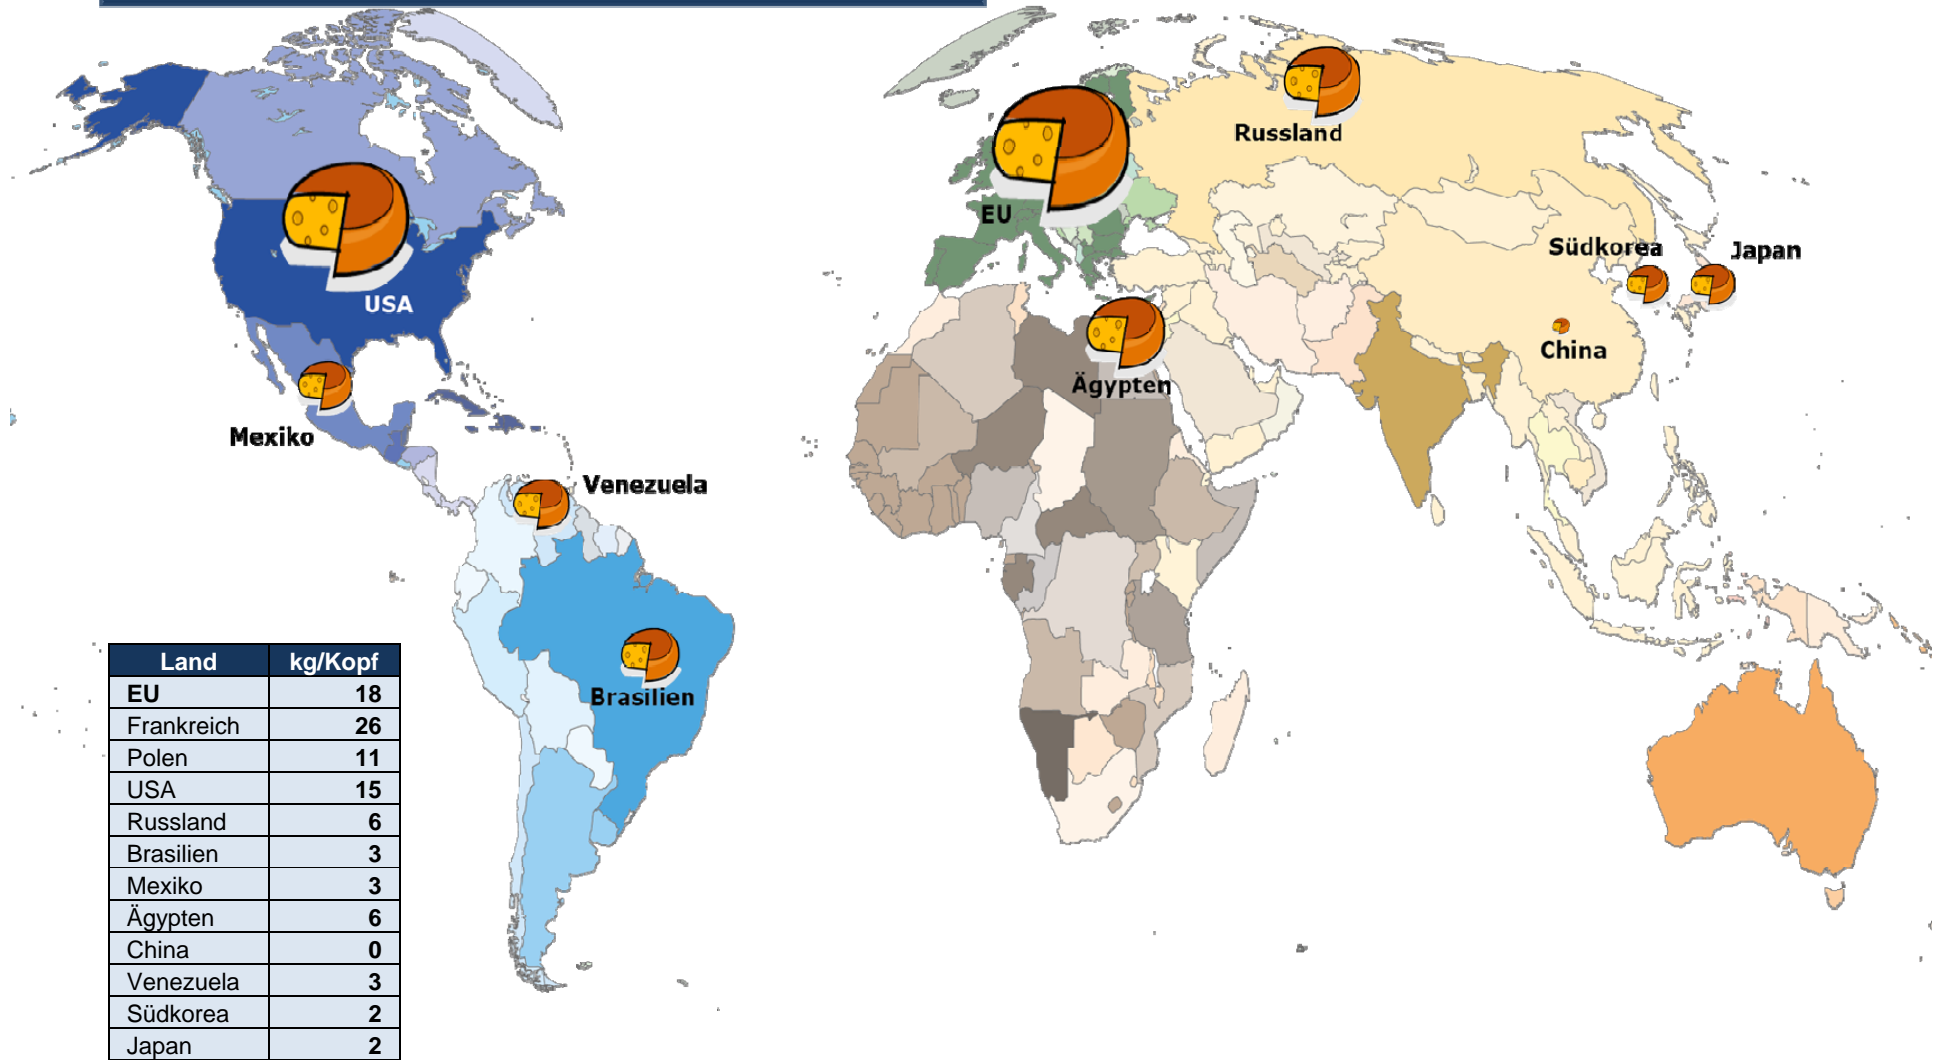 Russland
EU
Südkorea
Japan
USA
China
Ägypten
Mexiko
Venezuela
Brasilien
Land kg/Kopf
EU 18
Frankreich 26
Polen 11
USA 15
Russland 6
Brasilien 3
Mexiko 3
Ägypten 6
China 0
Venezuela 3
Südkorea 2
Japan 2